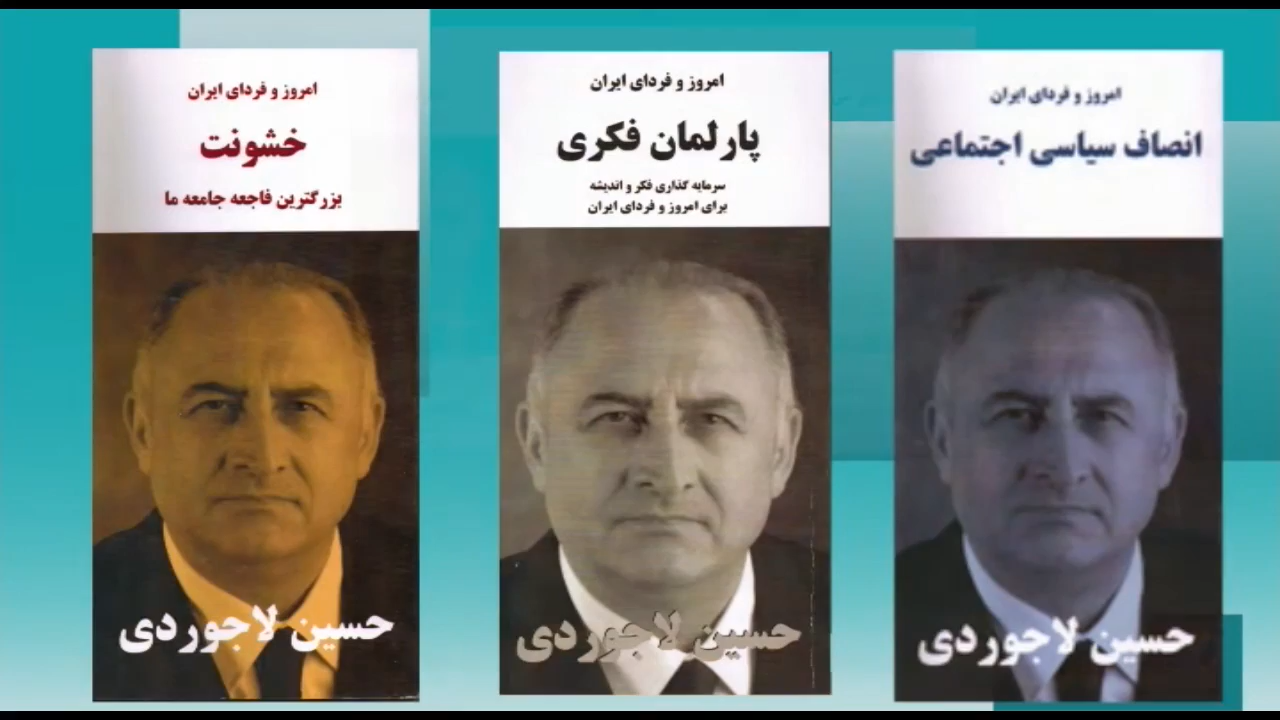 امروز و فردای ایران
خشونت
بزرگترین فاجعه جامعه ما
حسین لاجوردی
امروز و فردای ایران
پارلمان فکری
سرمایه گذاری فکر و اندیشه
برای امروز و فردای ایران
حسین لاجوردی
امروز و فردای ایران
انصاف سیاسی اجتماعی
حسین لاجوردی